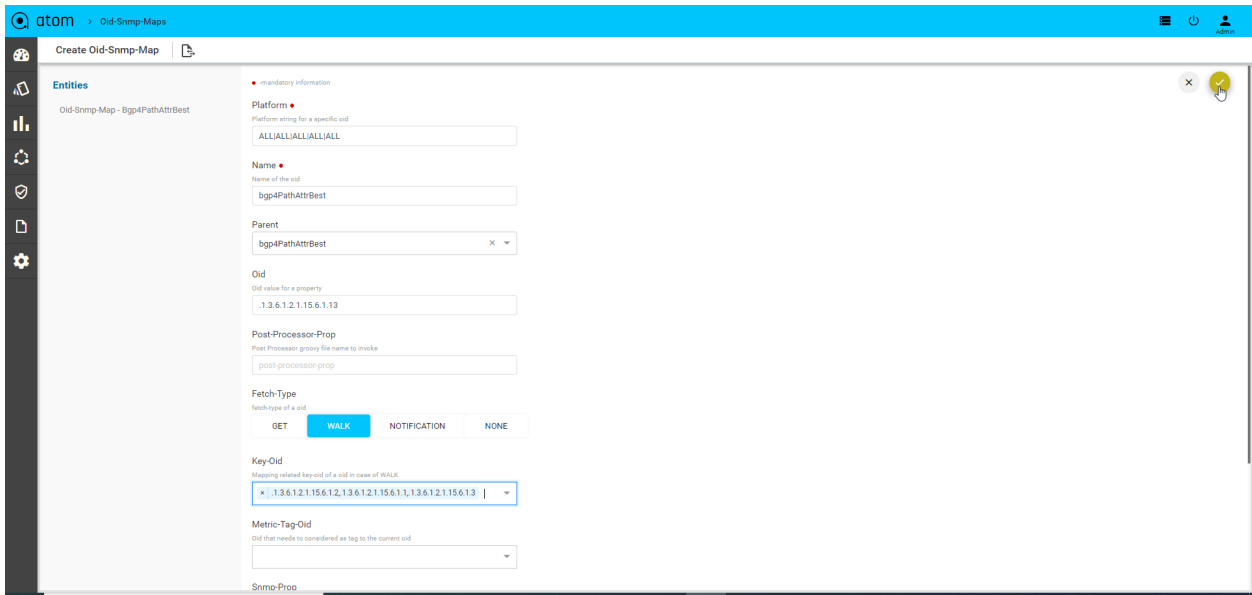 atom > Oid-Snmp-Maps
Admin
Create Oid-Snmp-Map
Entities
Oid-Snmp-Map - Bgp4PathAttrBest
-mandatory information
Platform
Platform string for a specific oid
ALL|ALL|ALL|ALL|ALL
Name
Name of the oid
bgp4PathAttrBest
Parent
bgp4PathAttrBest
Oid
Oid value for a property
.1.3.6.1.2.1.15.6.1.13
Post-Processor-Prop
Post Processor groovy file name to invoke
post-processor-prop
Fetch-Type
fetch-type of a oid
GET WALK NOTIFICATION NONE
Key-Oid
Mapping related key-oid of a oid in case of WALK
× .1.3.6.1.2.1.15.6.1.2,.1.3.6.1.2.1.15.6.1.1,.1.3.6.1.2.1.15.6.1.3
Metric-Tag-Oid
Oid that needs to considered as tag to the current oid
Snmp-Prop